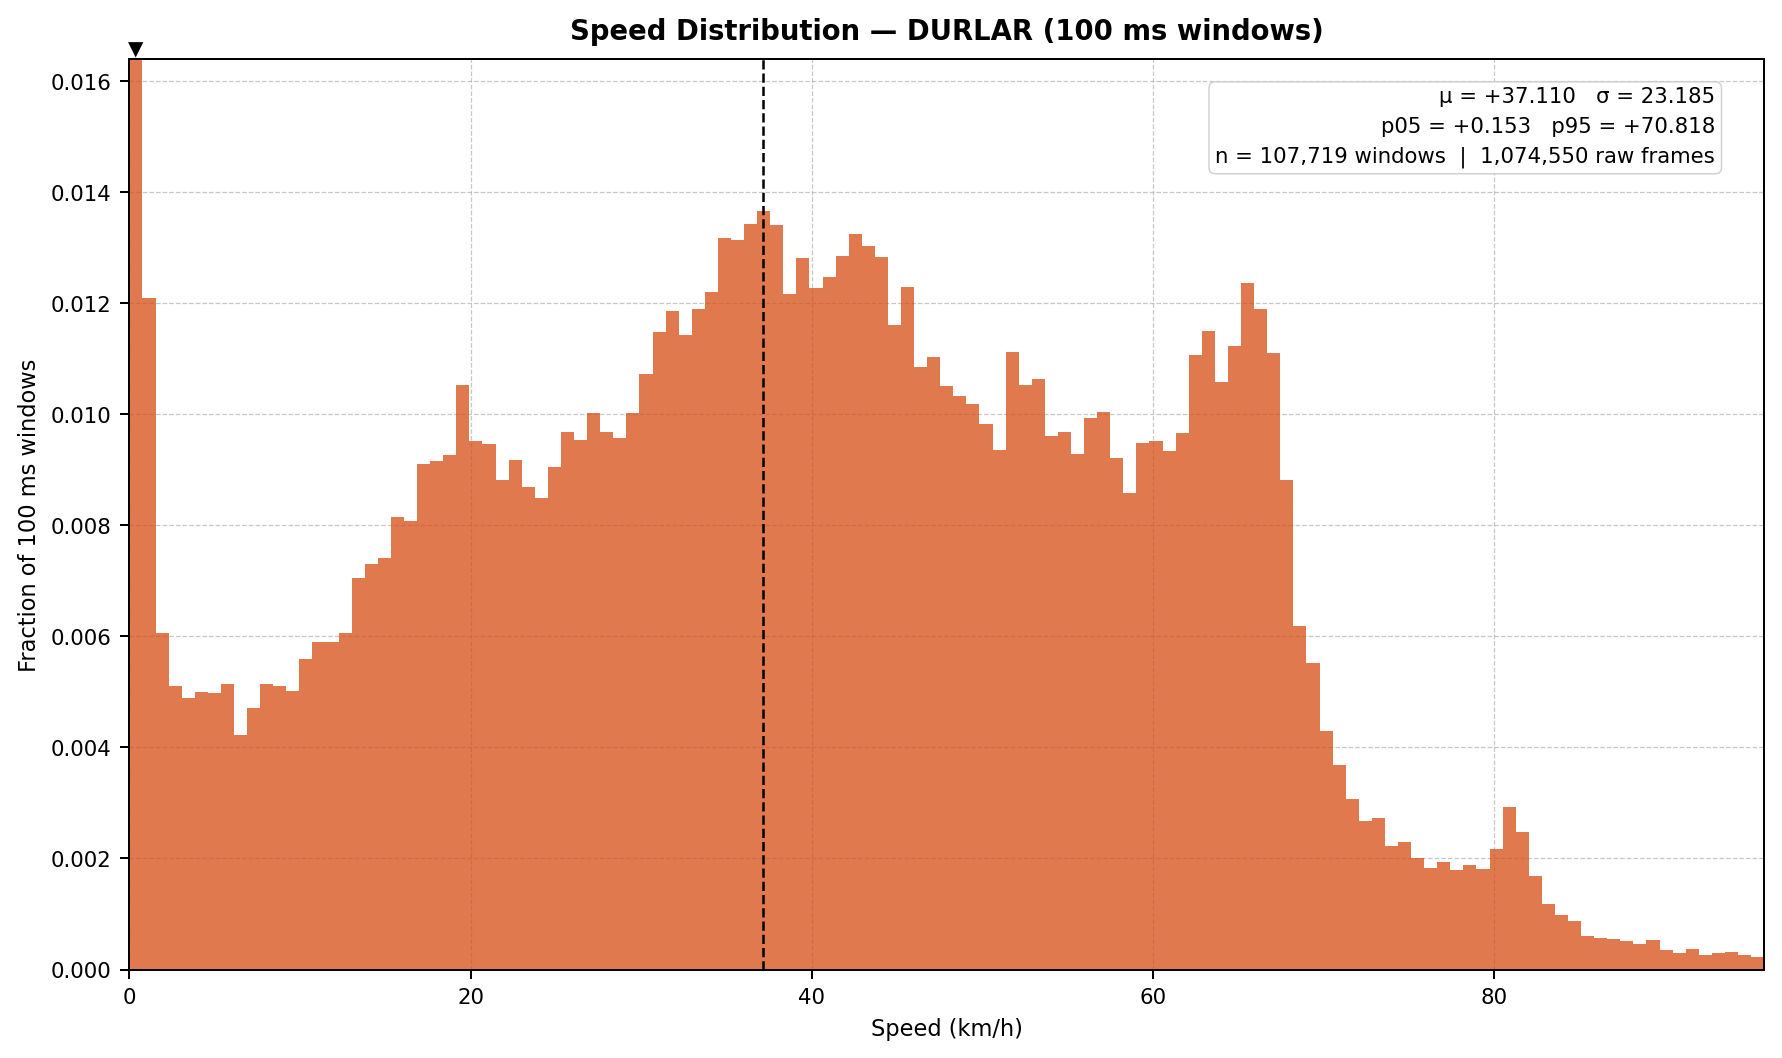 Speed Distribution — DURLAR (100 ms windows)
▼
μ = +37.110   σ = 23.185
p05 = +0.153   p95 = +70.818
n = 107,719 windows  |  1,074,550 raw frames
0.016
0.014
0.012
0.010
0.008
0.006
0.004
0.002
0.000
Fraction of 100 ms windows
0
20
40
60
80
Speed (km/h)